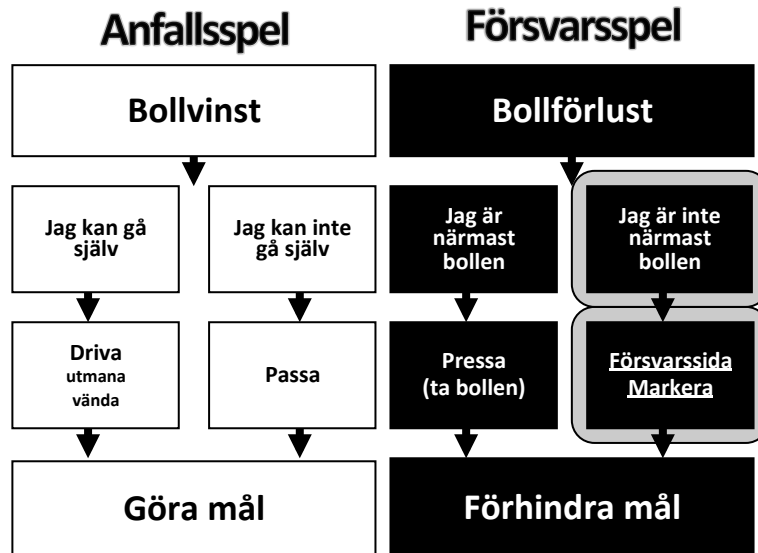 Anfallsspel
Försvarsspel
Bollvinst
Bollförlust
Jag kan gå
själv
Jag kan inte
gå själv
Jag är
närmast
bollen
Jag är inte
närmast
bollen
Driva
utmana
vända
Passa
Pressa
(ta bollen)
Försvarssida
Markera
Göra mål
Förhindra mål